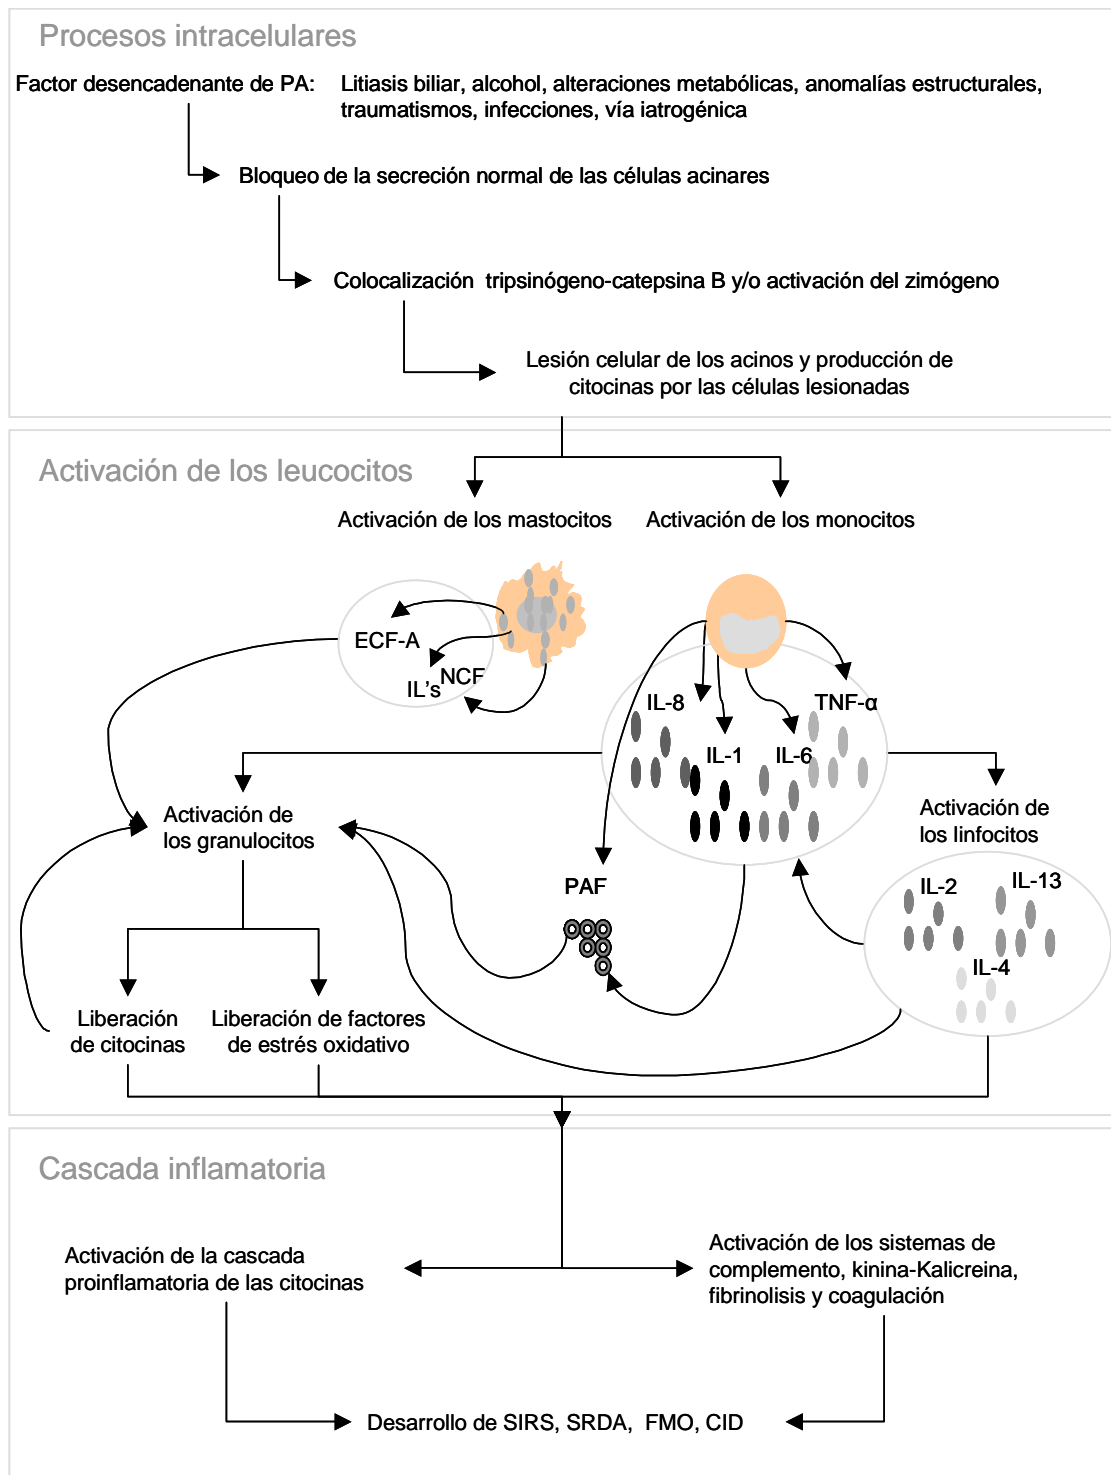 Procesos intracelulares
Factor desencadenante de PA: Litiasis biliar, alcohol, alteraciones metabólicas, anomalías estructurales,
traumatismos, infecciones, vía iatrogénica
Bloqueo de la secreción normal de las células acinares
Colocalización tripsinógeno-catepsina B y/o activación del zimógeno
Lesión celular de los acinos y producción de
citocinas por las células lesionadas
Activación de los leucocitos
Activación de los mastocitos
Activación de los monocitos
ECF-A
IL's
NCF
IL-8
TNF-α
IL-1
IL-6
Activación de
los granulocitos
Activación de
los linfocitos
PAF
IL-2
IL-13
IL-4
Liberación
de citocinas
Liberación de factores
de estrés oxidativo
Cascada inflamatoria
Activación de la cascada
proinflamatoria de las citocinas
Activación de los sistemas de
complemento, kinina-Kalicreina,
fibrinolisis y coagulación
Desarrollo de SIRS, SRDA, FMO, CID